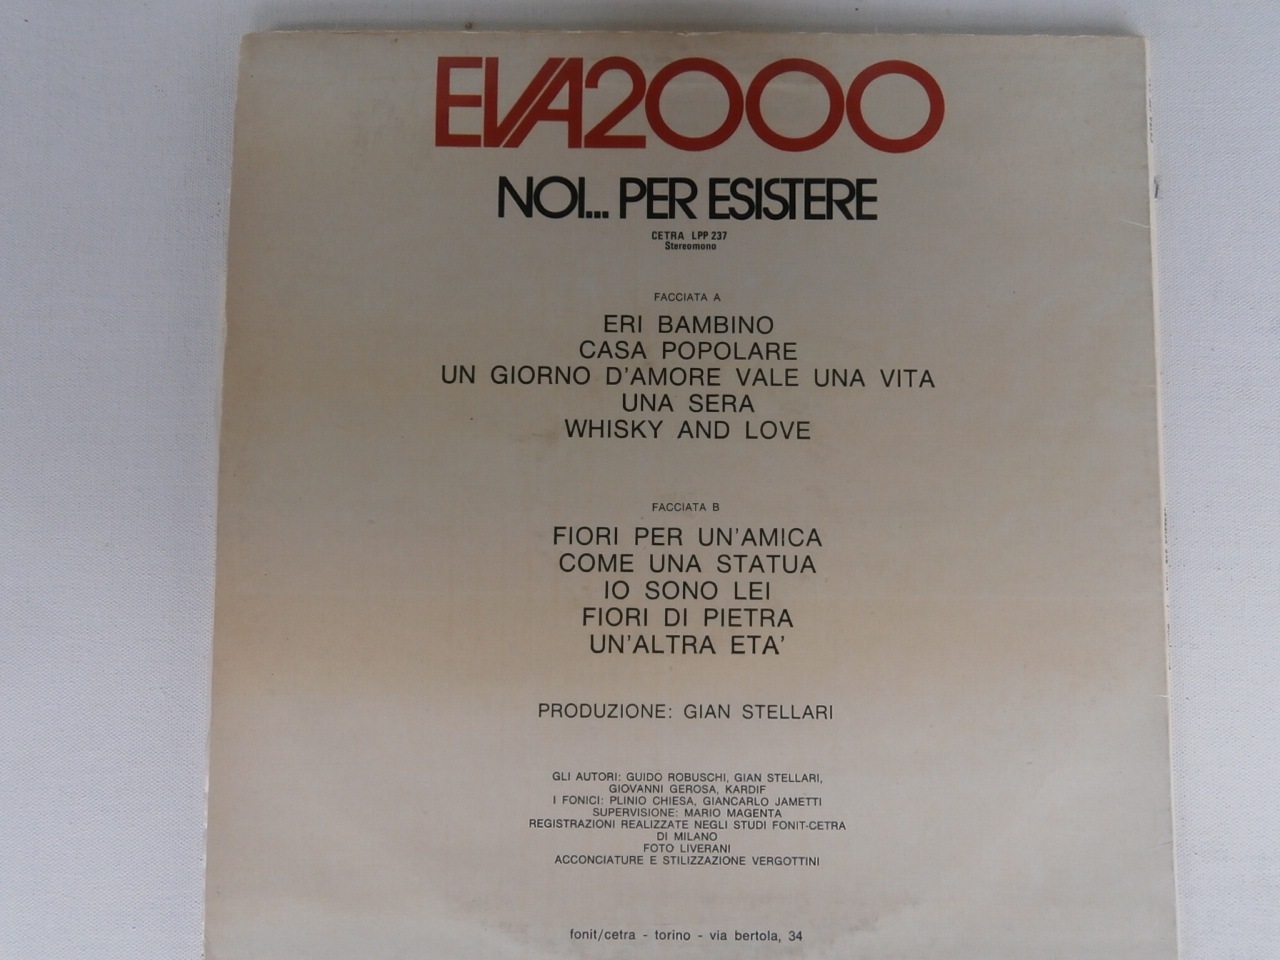 EVA2000
NOI... PER ESISTERE
CETRA LPP 237
Stereomono
FACCIATA A
ERI BAMBINO
CASA POPOLARE
UN GIORNO D'AMORE VALE UNA VITA
UNA SERA
WHISKY AND LOVE
FACCIATA B
FIORI PER UN'AMICA
COME UNA STATUA
IO SONO LEI
FIORI DI PIETRA
UN'ALTRA ETA'
PRODUZIONE: GIAN STELLARI
GLI AUTORI: GUIDO ROBUSCHI, GIAN STELLARI,
GIOVANNI GEROSA, KARDIF
I FONICI: PLINIO CHIESA, GIANCARLO JAMETTI
SUPERVISIONE: MARIO MAGENTA
REGISTRAZIONI REALIZZATE NEGLI STUDI FONIT-CETRA
DI MILANO
FOTO LIVERANI
ACCONCIATURE E STILIZZAZIONE VERGOTTINI
fonit/cetra - torino - via bertola, 34